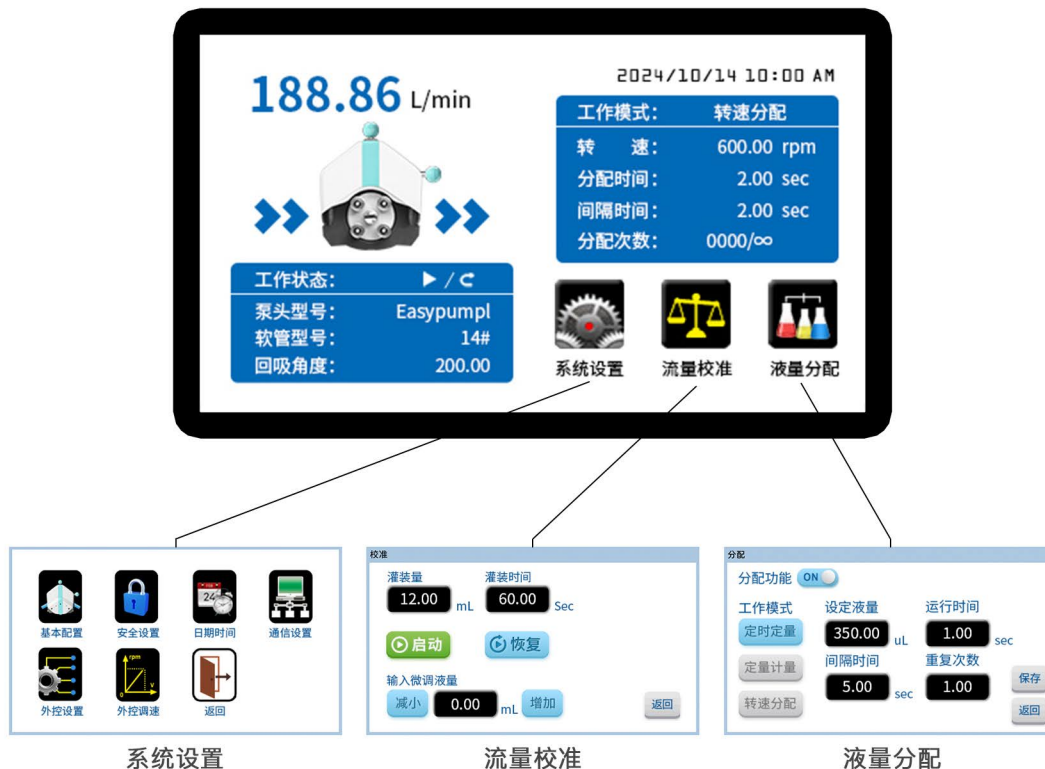 188.86 L/min
2024/10/14 10:00 AM
工作模式： 转速分配
转 速： 600.00 rpm
分配时间： 2.00 sec
间隔时间： 2.00 sec
分配次数： 0000/∞
工作状态： ▶ / ⮎
泵头型号： Easypumpl
软管型号： 14#
回吸角度： 200.00
系统设置 流量校准 液量分配
24
基本配置 安全设置 日期时间 通信设置
rpm
v
0
外控设置 外控调速 返回
系统设置
校准
灌装量 灌装时间
12.00 mL 60.00 Sec
启动 恢复
输入微调液量
减小 0.00 mL 增加
返回
流量校准
分配
分配功能 ON
工作模式 设定液量 运行时间
定时定量 350.00 uL 1.00 sec
定量计量 间隔时间 重复次数
5.00 sec 1.00 保存
转速分配
返回
液量分配